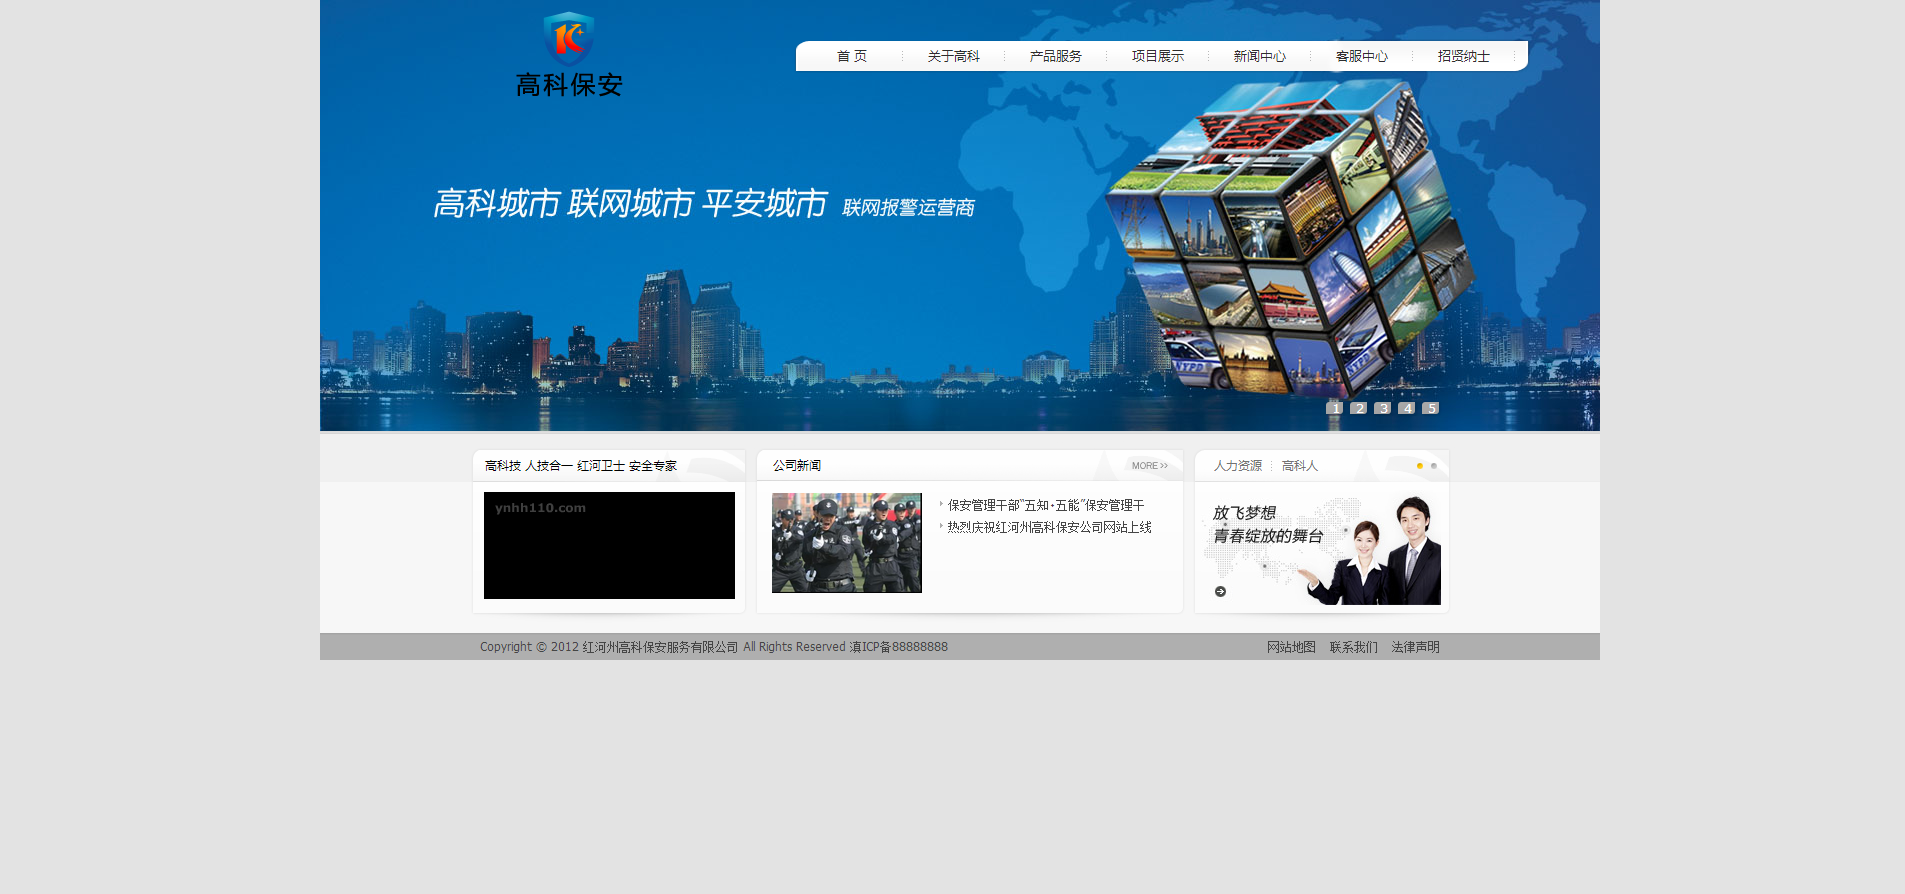 高科保安
首 页 关于高科 产品服务 项目展示 新闻中心 客服中心 招贤纳士
高科城市 联网城市 平安城市 联网报警运营商
NYPD NYPD
1 2 3 4 5
高科技 人技合一 红河卫士 安全专家
ynhh110.com
公司新闻 MORE >>
保安管理干部“五知·五能”保安管理干
热烈庆祝红河州高科保安公司网站上线
人力资源 高科人
放飞梦想
青春绽放的舞台
Copyright © 2012 红河州高科保安服务有限公司 All Rights Reserved 滇ICP备88888888
网站地图 联系我们 法律声明